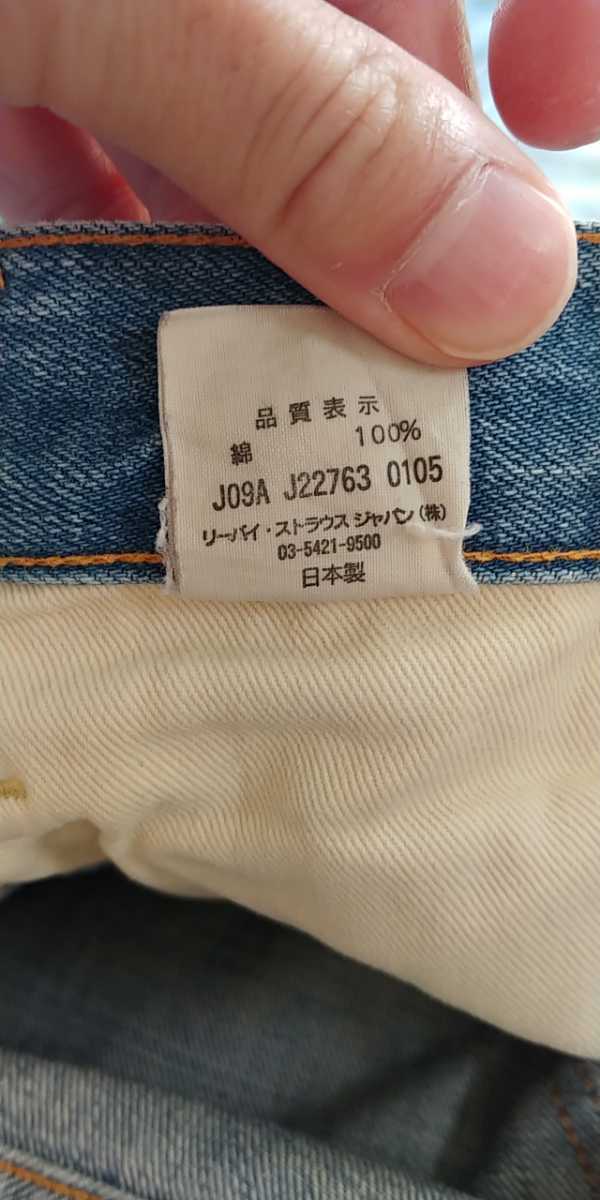 品質表示
綿 100%
J09A J22763 0105
リーバイ・ストラウス ジャパン(株)
03-5421-9500
日本製